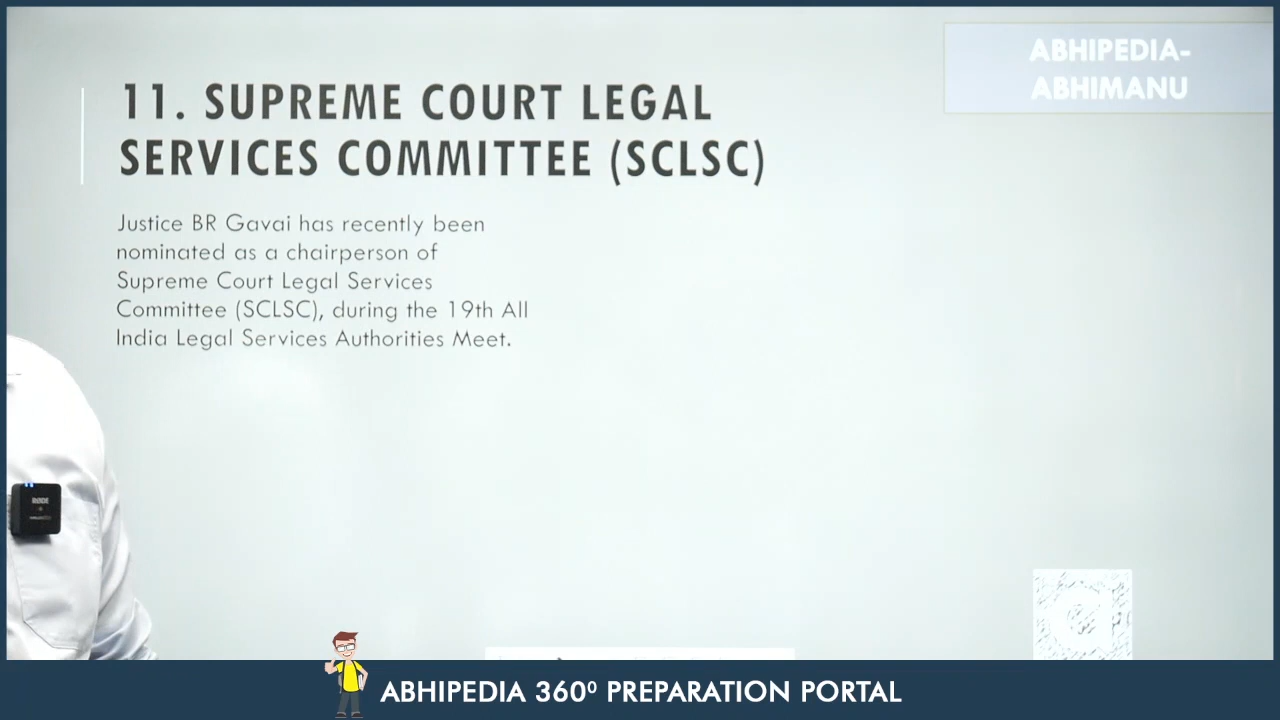 ABHIPEDIA-
ABHIMANU
11. SUPREME COURT LEGAL
SERVICES COMMITTEE (SCLSC)
Justice BR Gavai has recently been
nominated as a chairperson of
Supreme Court Legal Services
Committee (SCLSC), during the 19th All
India Legal Services Authorities Meet.
RØDE
ABHIPEDIA 360⁰ PREPARATION PORTAL